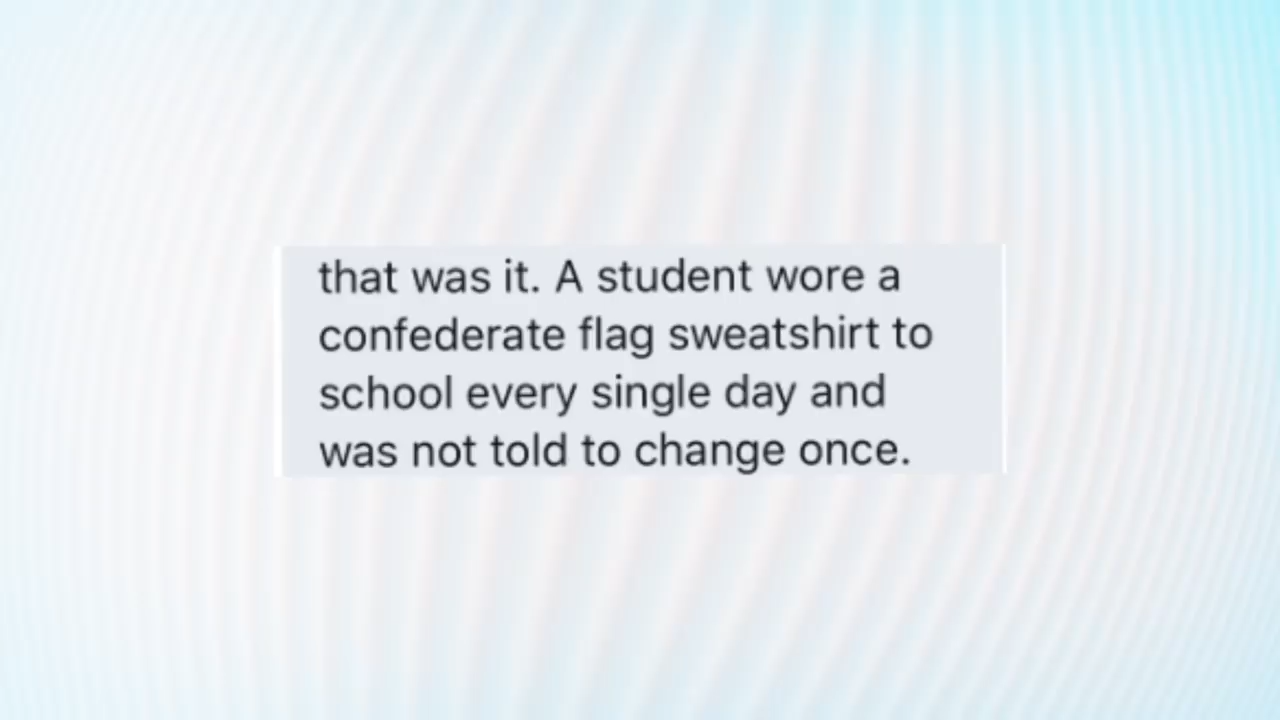 that was it. A student wore a
confederate flag sweatshirt to
school every single day and
was not told to change once.